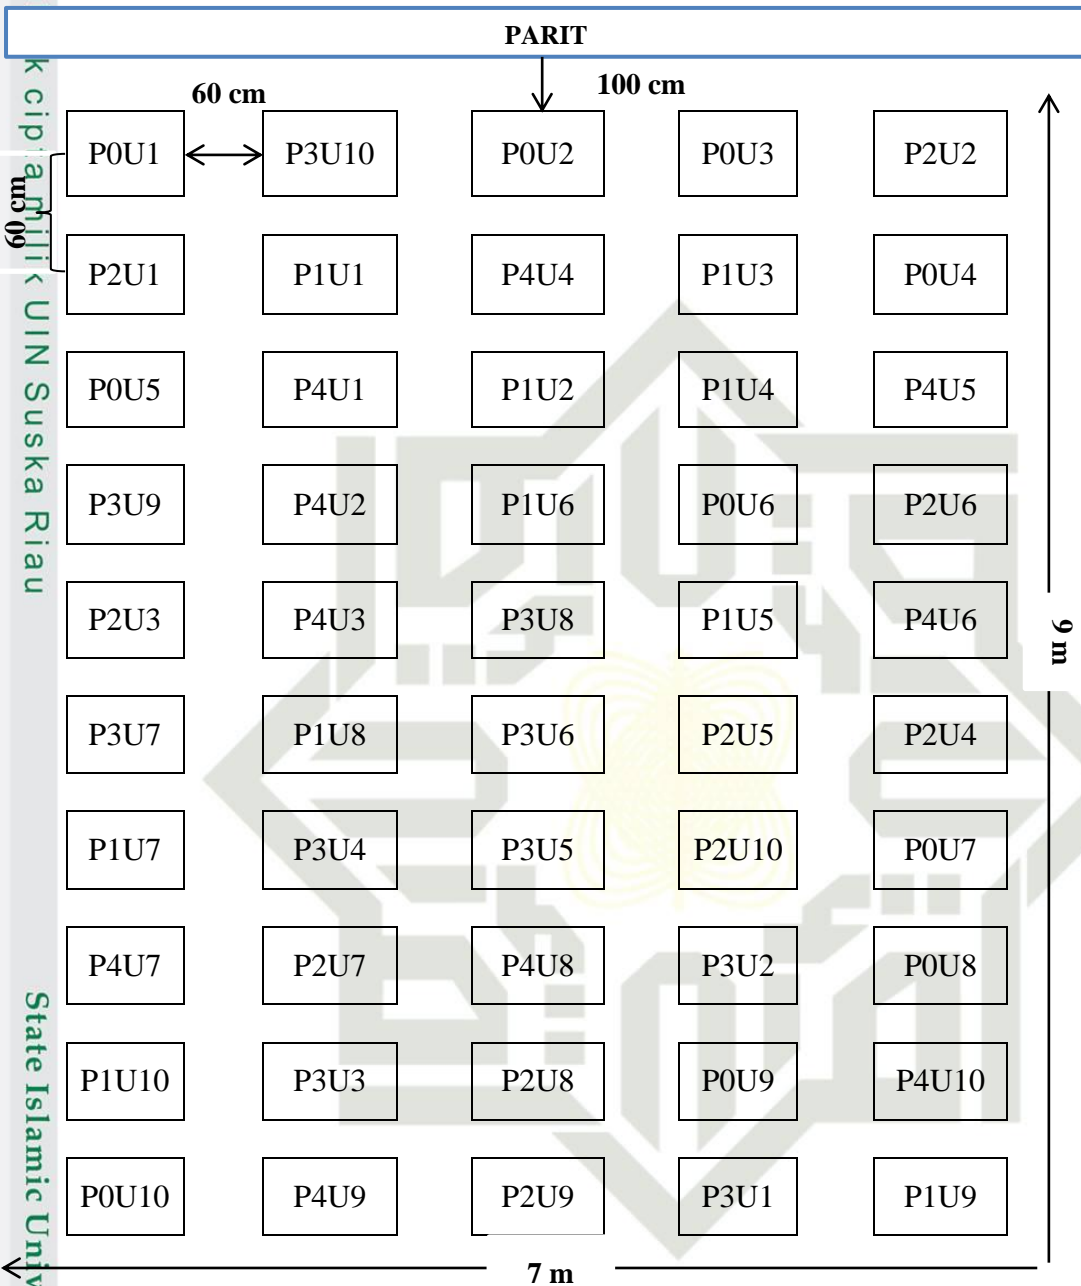 PARIT
60 cm
100 cm
P0U1 P3U10 P0U2 P0U3 P2U2
60 cm
P2U1 P1U1 P4U4 P1U3 P0U4
P0U5 P4U1 P1U2 P1U4 P4U5
P3U9 P4U2 P1U6 P0U6 P2U6
P2U3 P4U3 P3U8 P1U5 P4U6
9 m
P3U7 P1U8 P3U6 P2U5 P2U4
P1U7 P3U4 P3U5 P2U10 P0U7
P4U7 P2U7 P4U8 P3U2 P0U8
P1U10 P3U3 P2U8 P0U9 P4U10
P0U10 P4U9 P2U9 P3U1 P1U9
7 m
k cipta milik UIN Suska Riau
State Islamic Univ